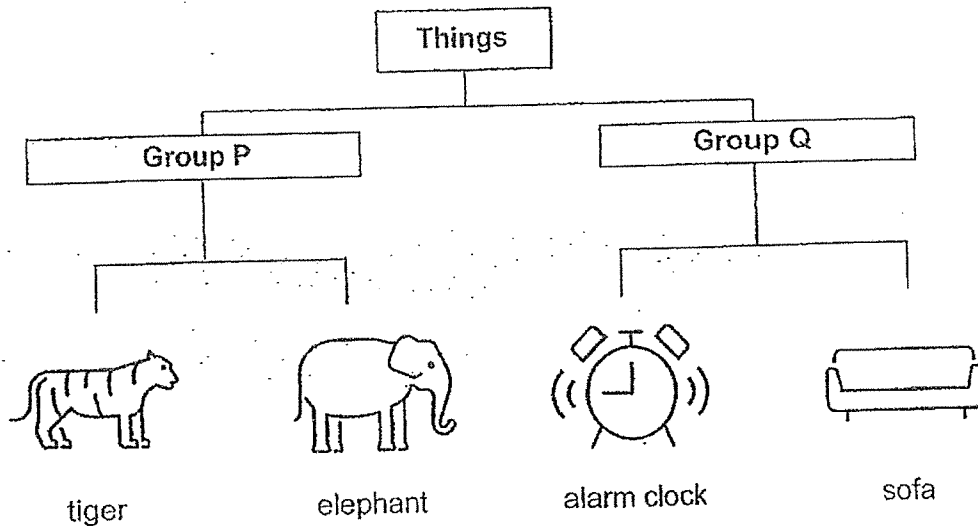 Things
Group P
Group Q
tiger
elephant
alarm clock
sofa